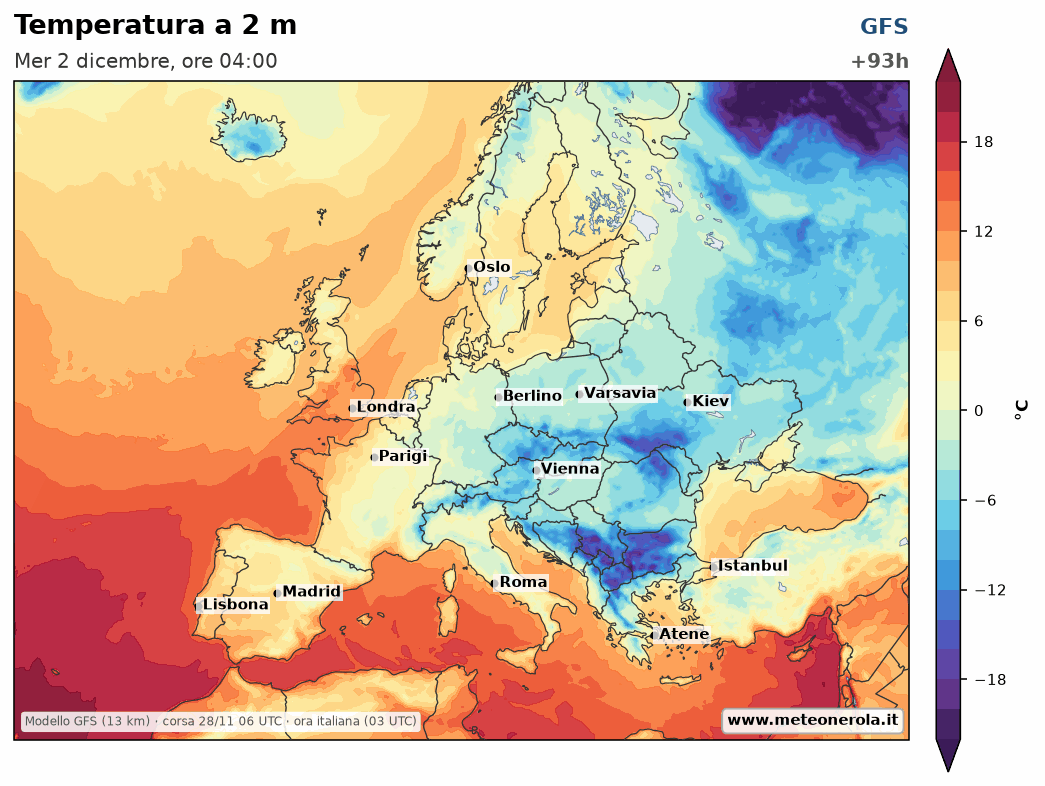 Temperatura a 2 m
GFS
Mer 2 dicembre, ore 04:00
+93h
Oslo
Londra
Berlino
Varsavia
Kiev
Parigi
Vienna
Istanbul
Roma
Madrid
Lisbona
Atene
Modello GFS (13 km) · corsa 28/11 06 UTC · ora italiana (03 UTC)
www.meteonerola.it
18
12
6
0
−6
−12
−18
°C